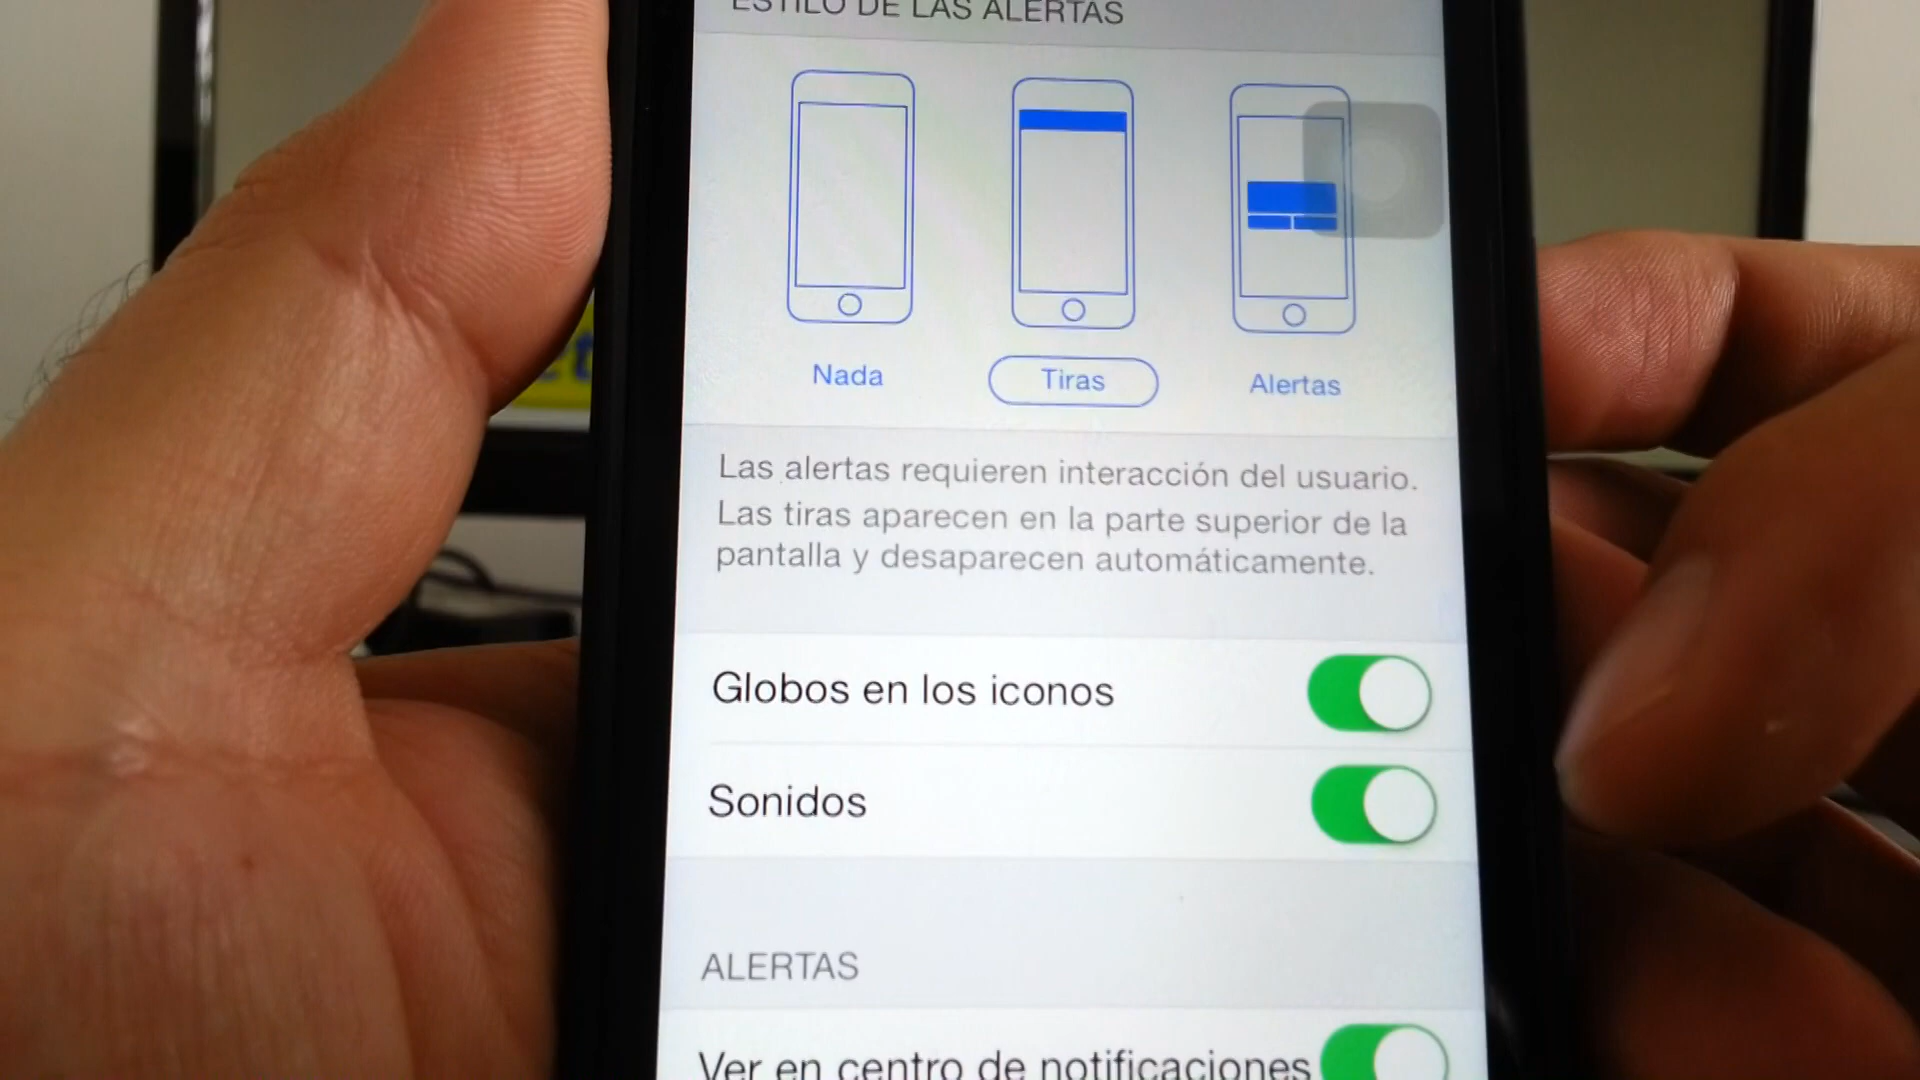 ESTILO DE LAS ALERTAS
Nada
Tiras
Alertas
Las alertas requieren interacción del usuario.
Las tiras aparecen en la parte superior de la
pantalla y desaparecen automáticamente.
Globos en los iconos
Sonidos
ALERTAS
Ver en centro de notificaciones